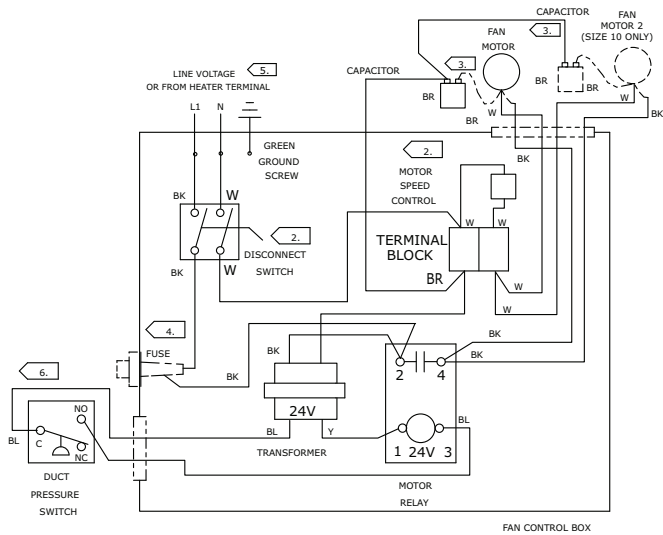 CAPACITOR
FAN
MOTOR 2
(SIZE 10 ONLY)
3.
FAN
MOTOR
3.
5.
LINE VOLTAGE
OR FROM HEATER TERMINAL
CAPACITOR
BR
BR
BR
W
BK
L1
N
BR
W
BR
GREEN
GROUND
SCREW
2.
BK
MOTOR
SPEED
CONTROL
BK
W
2.
W
W
TERMINAL
BLOCK
DISCONNECT
SWITCH
BK
W
BR
W
W
4.
BK
FUSE
BK
BK
6.
BK
2
4
24V
NO
BL
BL
C
BL
Y
1
24V
3
NC
TRANSFORMER
DUCT
PRESSURE
SWITCH
MOTOR
RELAY
FAN CONTROL BOX